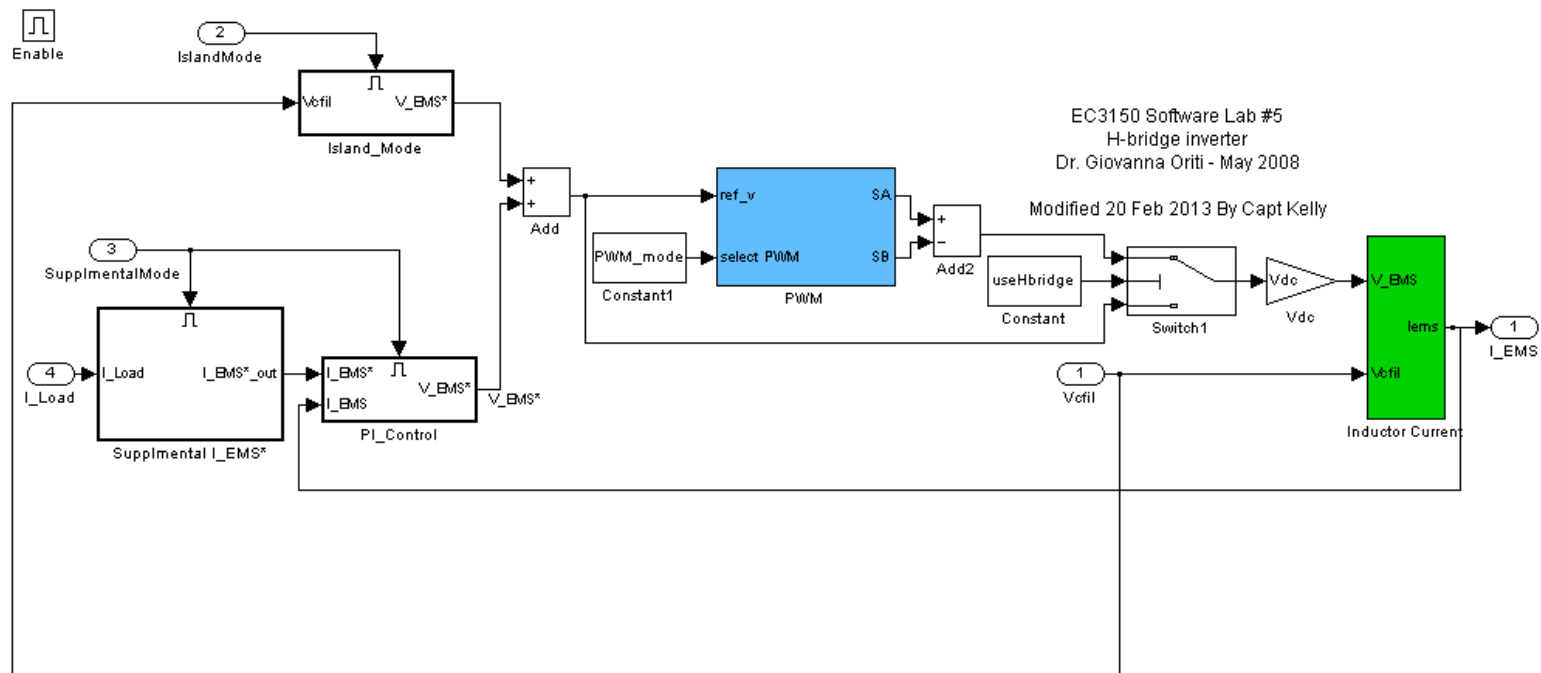 Enable
2
IslandMode
Vcfil
V_EMS*
Island_Mode
EC3150 Software Lab #5
H-bridge inverter
Dr. Giovanna Oriti - May 2008
Modified 20 Feb 2013 By Capt Kelly
3
SupplmentalMode
+
+
Add
ref_v
SA
select PWM
SB
PWM
PWM_mode
Constant1
+
−
Add2
useHbridge
Constant
Switch1
Vdc
Vdc
V_EMS
Iems
Vcfil
Inductor Current
1
I_EMS
4
I_Load
I_Load
I_EMS*_out
Supplmental I_EMS*
I_EMS*
I_EMS
V_EMS*
PI_Control
V_EMS*
1
Vcfil